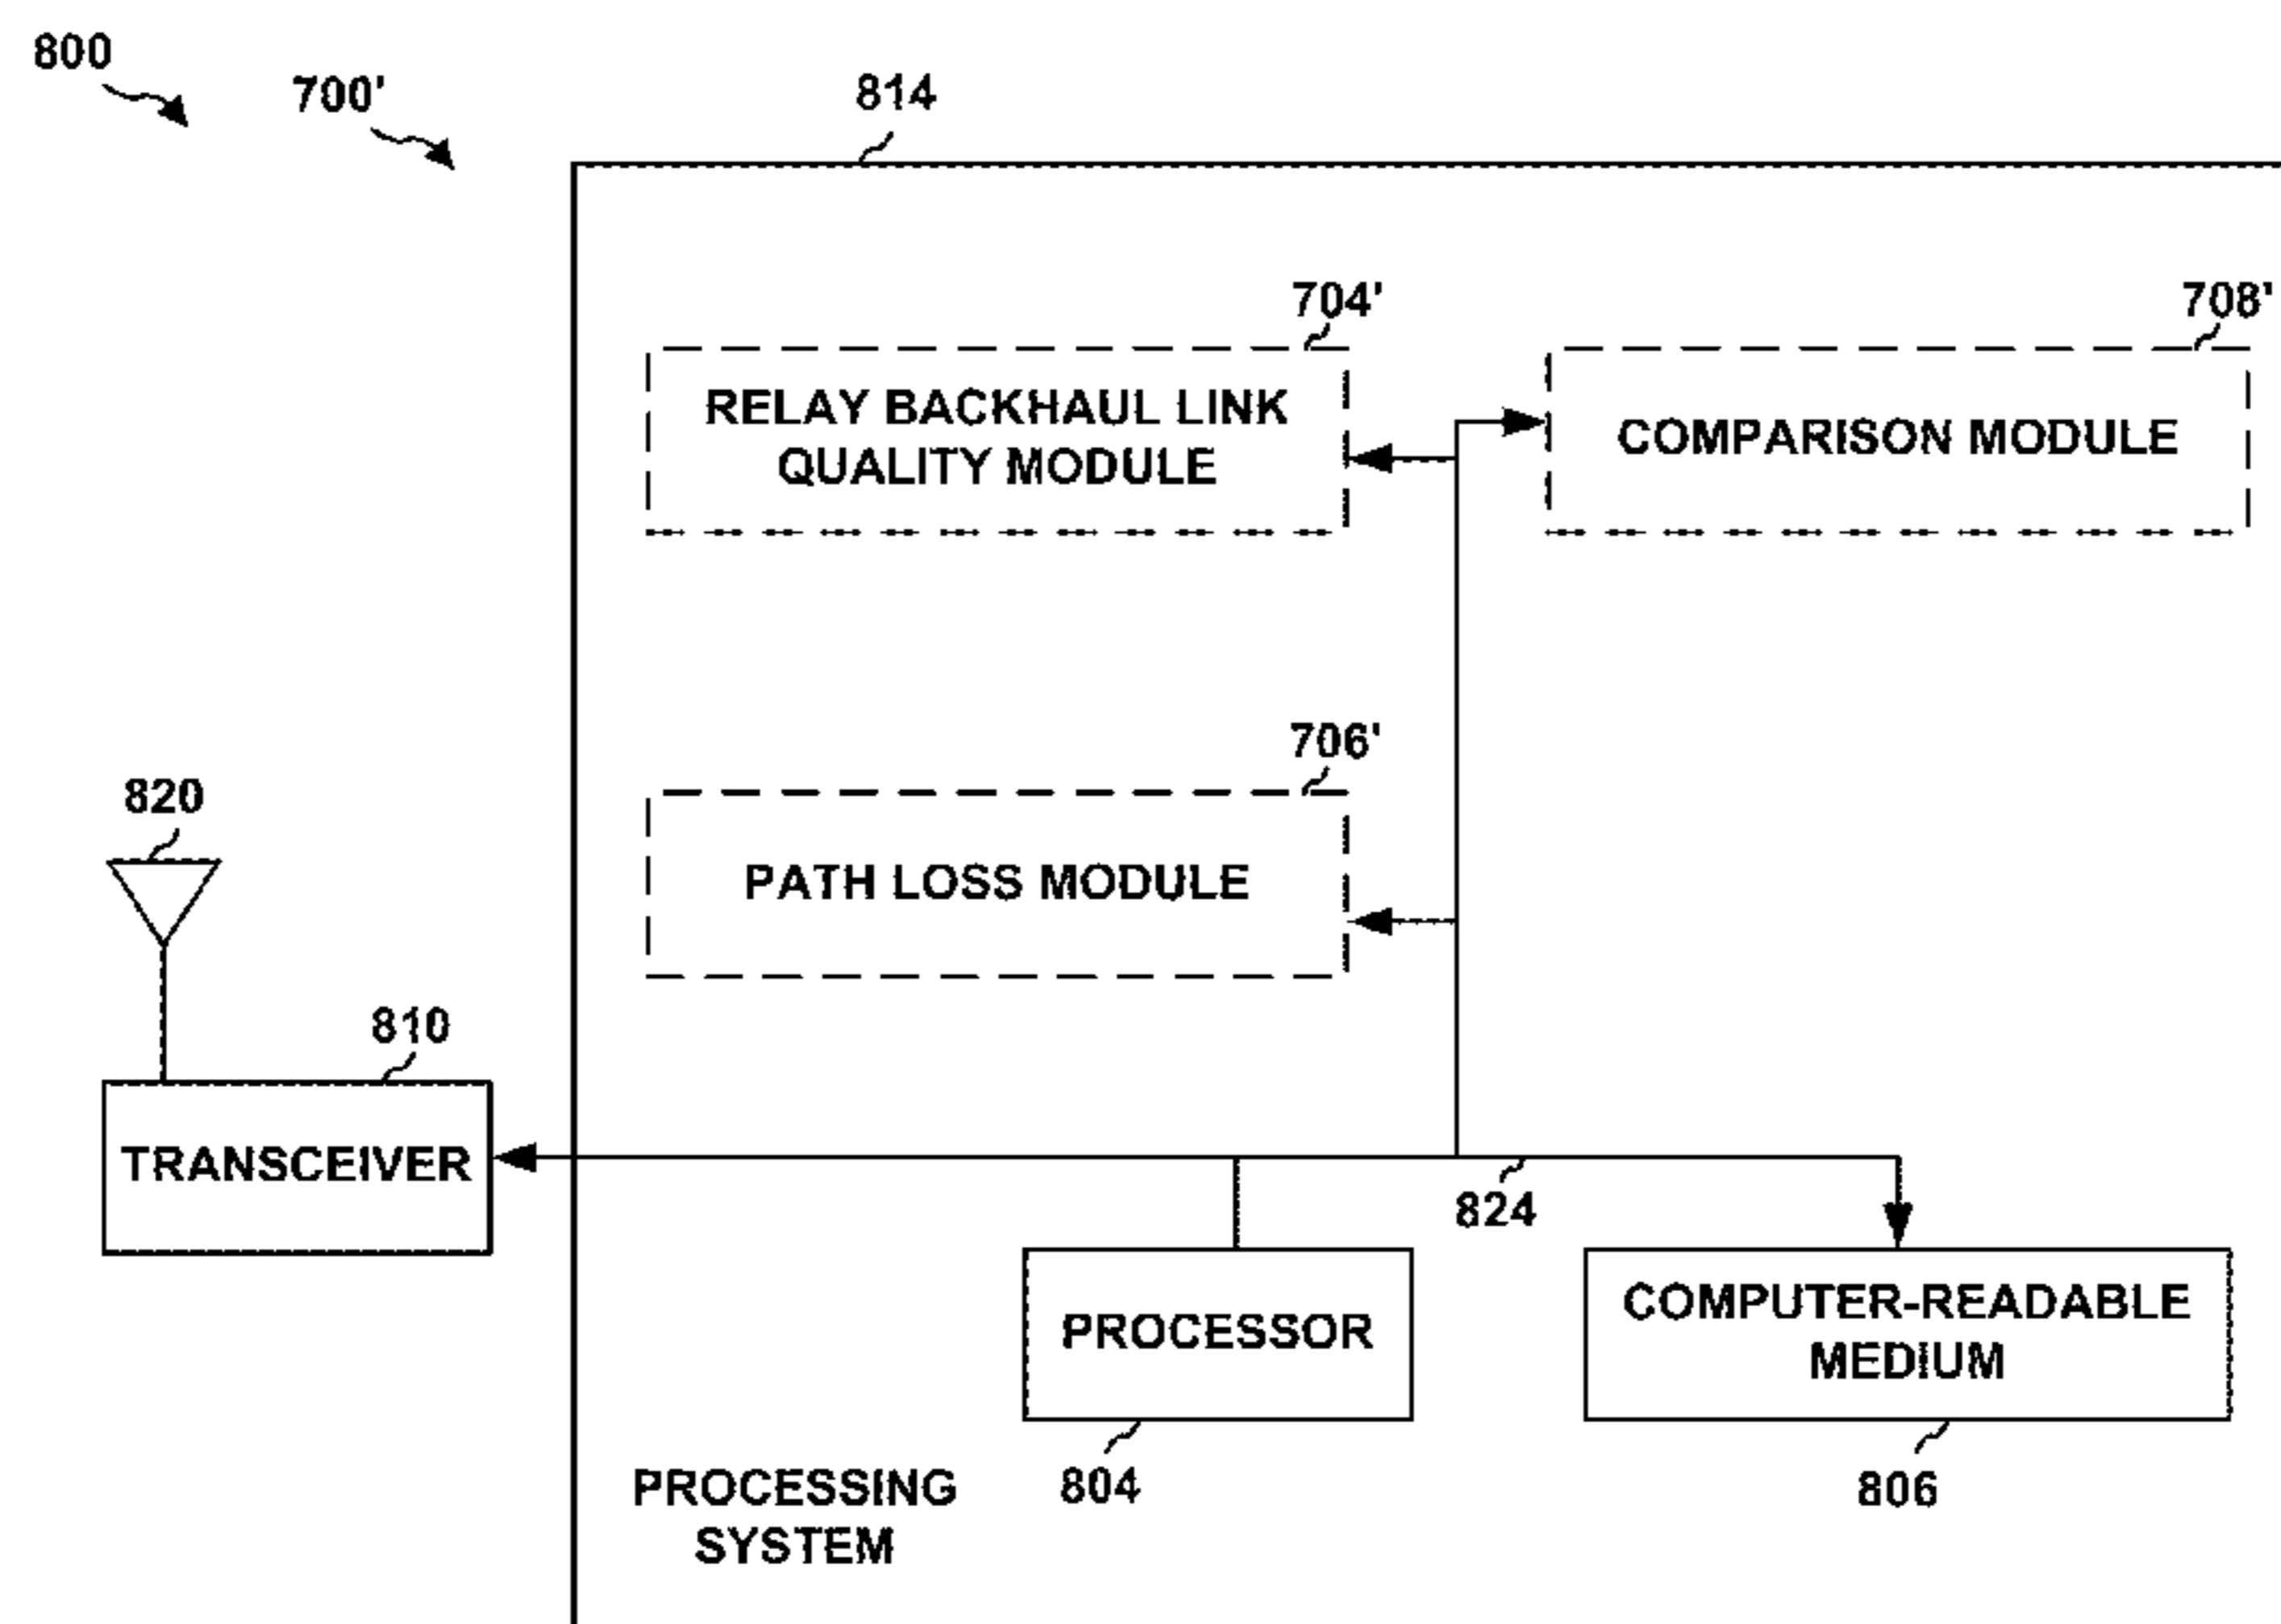 800
700'
814
704'
708'
RELAY BACKHAUL LINK
QUALITY MODULE
COMPARISON MODULE
706'
820
PATH LOSS MODULE
810
TRANSCEIVER
824
PROCESSOR
COMPUTER-READABLE
MEDIUM
804
806
PROCESSING
SYSTEM